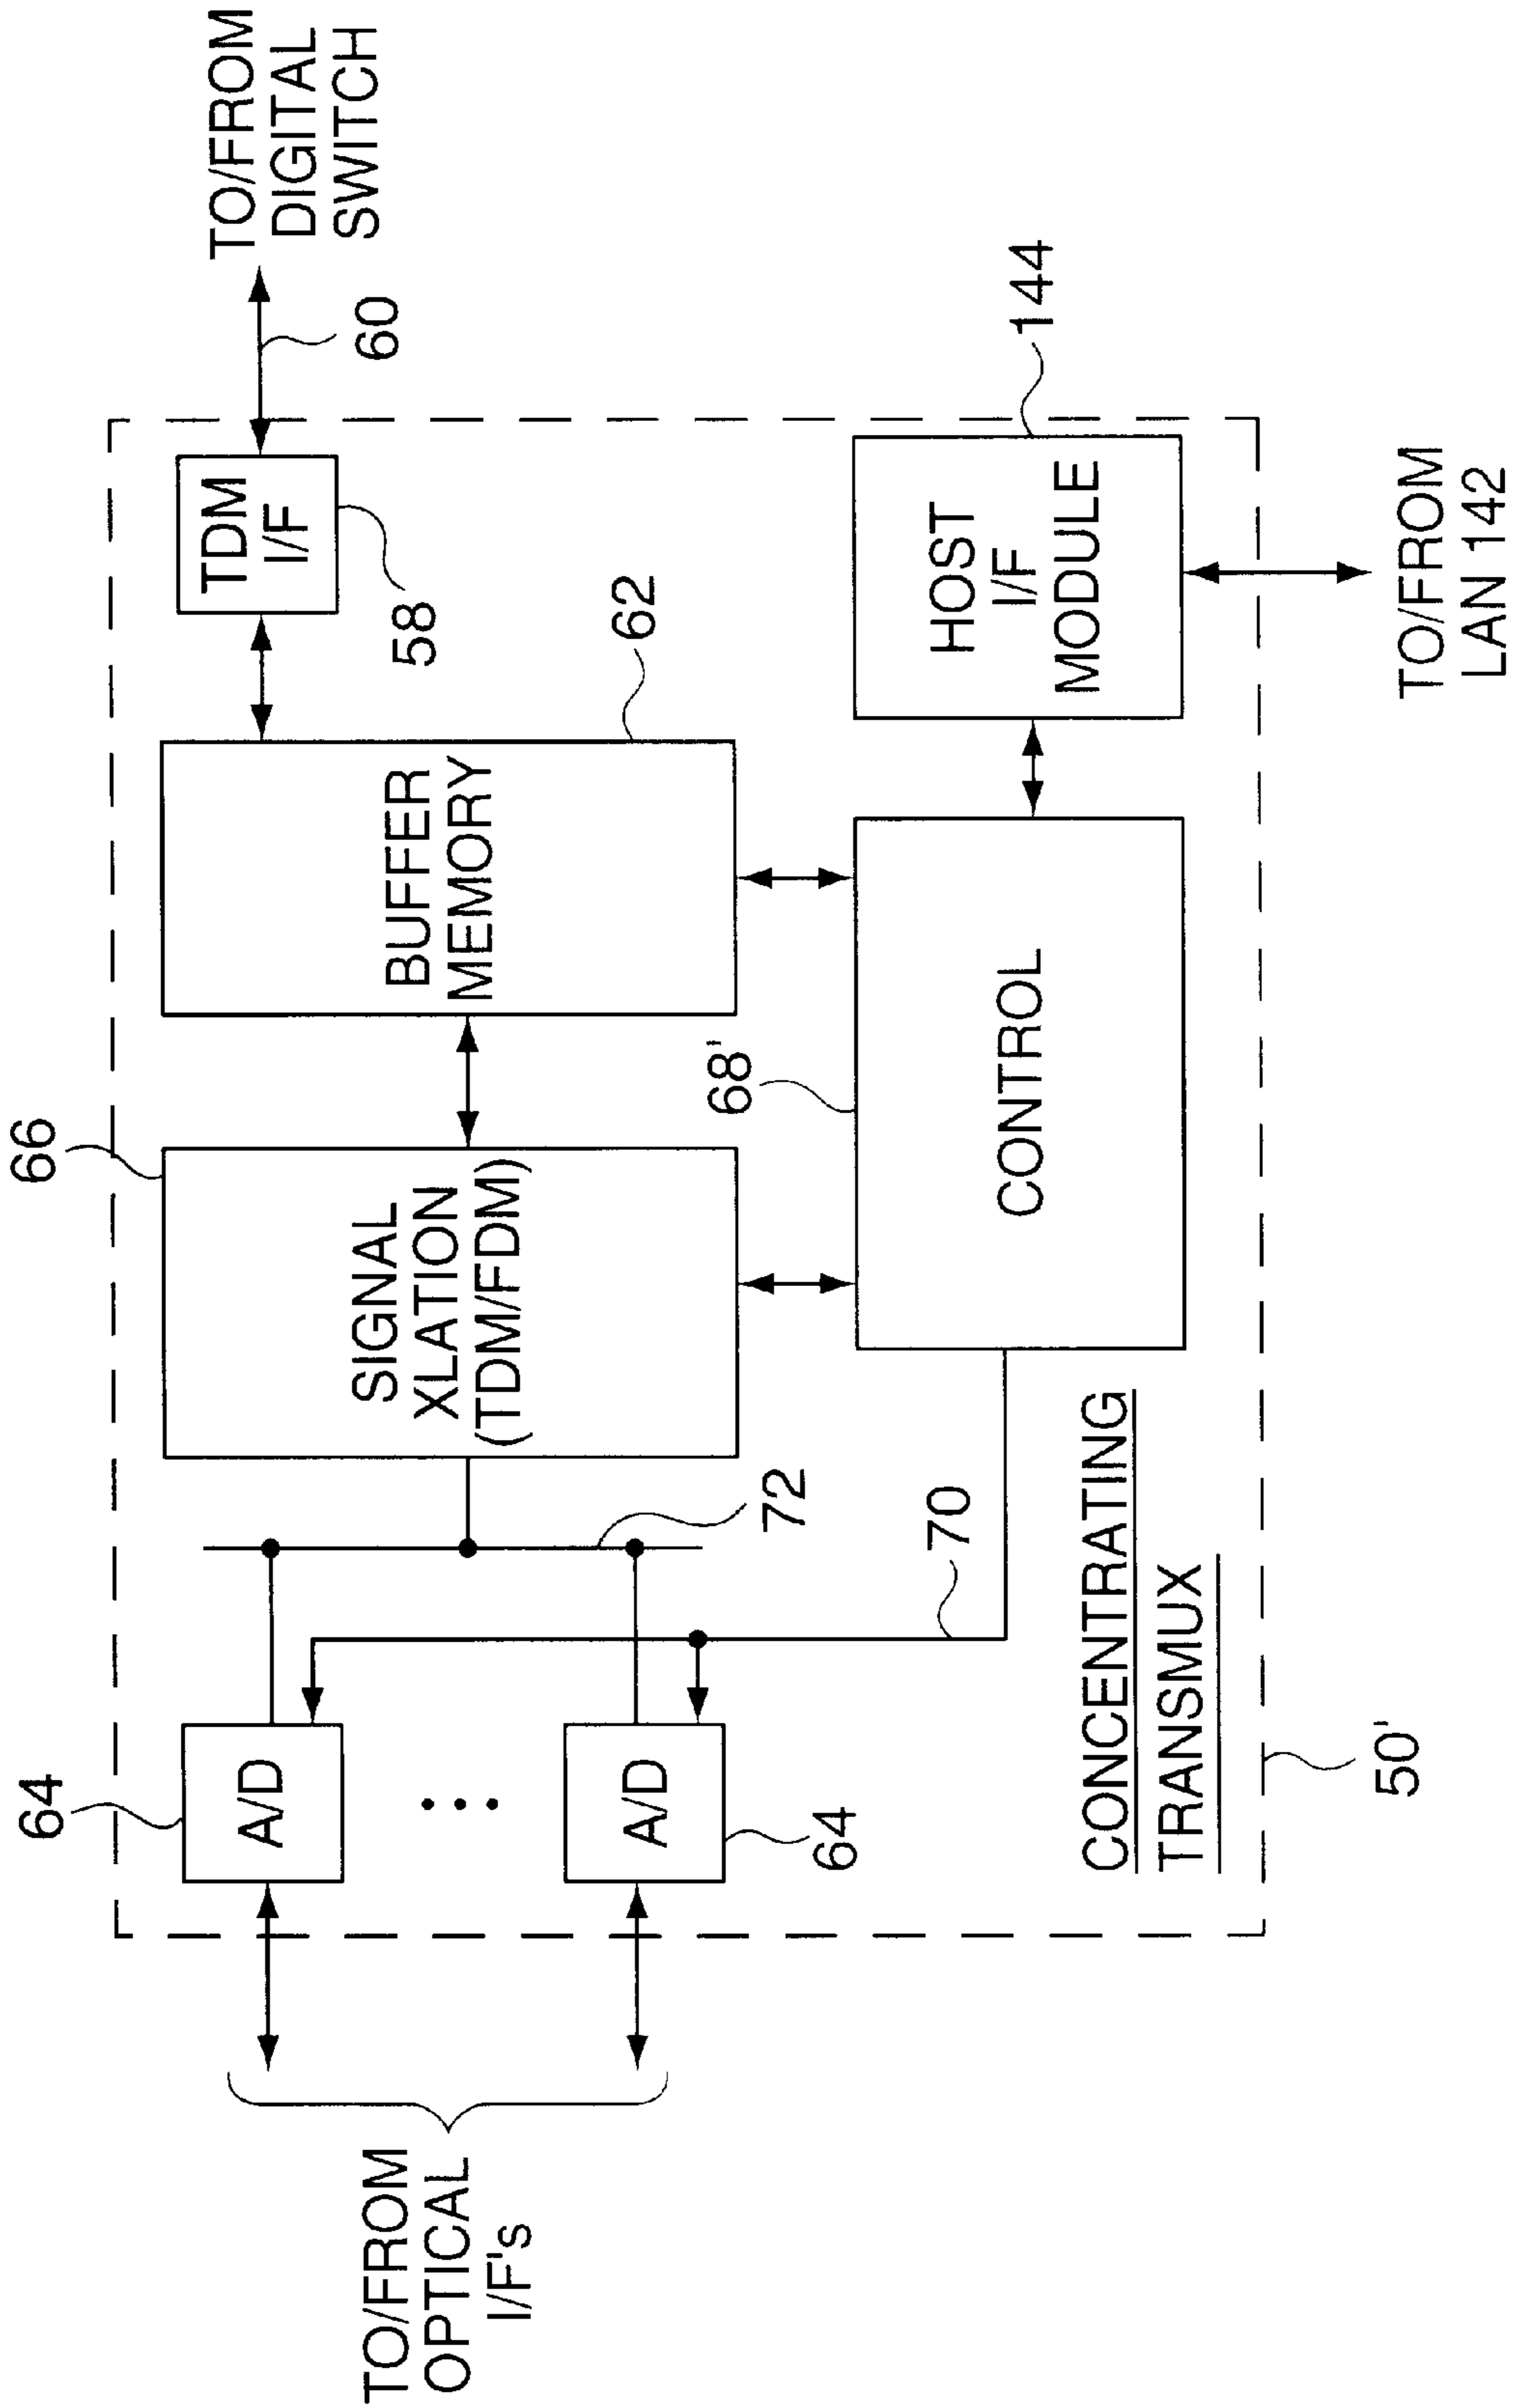 66
64
TO/FROM
DIGITAL
SWITCH
TDM
I/F
60
58
SIGNAL
XLATION
(TDM/FDM)
BUFFER
MEMORY
A/D
62
TO/FROM
OPTICAL
I/F's
A/D
64
72
68'
70
CONTROL
HOST
I/F
MODULE
144
CONCENTRATING
TRANSMUX
50'
TO/FROM
LAN 142